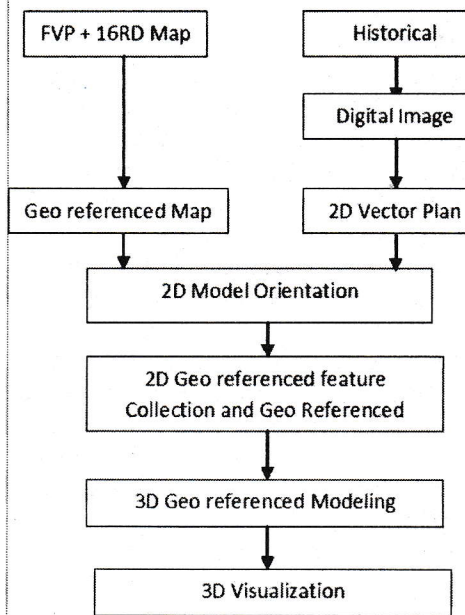 FVP + 16RD Map
Historical
Digital Image
Geo referenced Map
2D Vector Plan
2D Model Orientation
2D Geo referenced feature
Collection and Geo Referenced
3D Geo referenced Modeling
3D Visualization